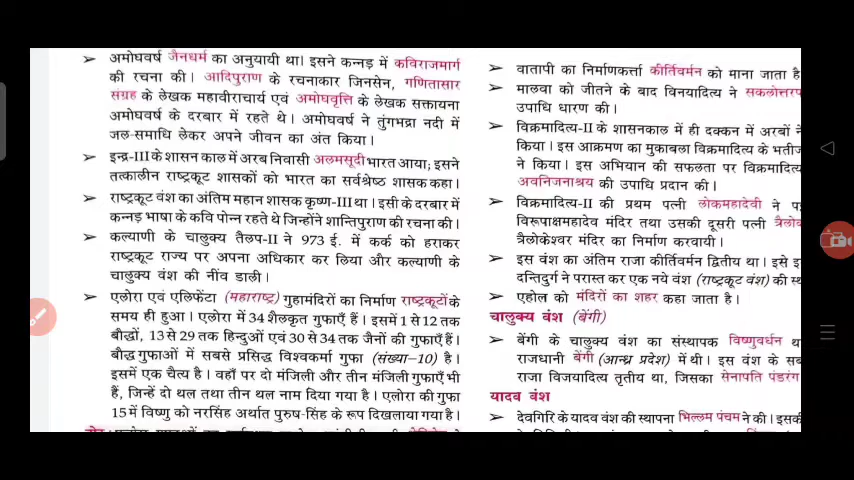 ➢ अमोघवर्ष जैनधर्म का अनुयायी था। इसने कन्नड़ में कविराजमार्ग
की रचना की। आदिपुराण के रचनाकार जिनसेन, गणितासार
संग्रह के लेखक महावीराचार्य एवं अमोघवृत्ति के लेखक सक्तायना
अमोघवर्ष के दरबार में रहते थे। अमोघवर्ष ने तुंगभद्रा नदी में
जल-समाधि लेकर अपने जीवन का अंत किया।
➢ इन्द्र-III के शासन काल में अरब निवासी अलमसूदी भारत आया; इसने
तत्कालीन राष्ट्रकूट शासकों को भारत का सर्वश्रेष्ठ शासक कहा।
➢ राष्ट्रकूट वंश का अंतिम महान शासक कृष्ण-III था। इसी के दरबार में
कन्नड़ भाषा के कवि पोन्न रहते थे जिन्होंने शान्तिपुराण की रचना की।
➢ कल्याणी के चालुक्य तैलप-II ने 973 ई. में कर्क को हराकर
राष्ट्रकूट राज्य पर अपना अधिकार कर लिया और कल्याणी के
चालुक्य वंश की नींव डाली।
➢ एलोरा एवं एलिफेंटा (महाराष्ट्र) गुहामंदिरों का निर्माण राष्ट्रकूटों के
समय ही हुआ। एलोरा में 34 शैलकृत गुफाएँ हैं। इसमें 1 से 12 तक
बौद्धों, 13 से 29 तक हिन्दुओं एवं 30 से 34 तक जैनों की गुफाएँ हैं।
बौद्ध गुफाओं में सबसे प्रसिद्ध विश्वकर्मा गुफा (संख्या-10) है।
इसमें एक चैत्य है। वहाँ पर दो मंजिली और तीन मंजिली गुफाएँ भी
हैं, जिन्हें दो थल तथा तीन थल नाम दिया गया है। एलोरा की गुफा
15 में विष्णु को नरसिंह अर्थात पुरुष-सिंह के रूप दिखलाया गया है।
➢ वातापी का निर्माणकर्त्ता कीर्तिवर्मन को माना जाता है
➢ मालवा को जीतने के बाद विनयादित्य ने सकलोत्तरप
उपाधि धारण की।
➢ विक्रमादित्य-II के शासनकाल में ही दक्कन में अरबों ने
किया। इस आक्रमण का मुकाबला विक्रमादित्य के भतीज
ने किया। इस अभियान की सफलता पर विक्रमादित्य
अवनिजनाश्रय की उपाधि प्रदान की।
➢ विक्रमादित्य-II की प्रथम पत्नी लोकमहादेवी ने प
विरूपाक्षमहादेव मंदिर तथा उसकी दूसरी पत्नी त्रैलोक
त्रैलोकेश्वर मंदिर का निर्माण करवायी।
➢ इस वंश का अंतिम राजा कीर्तिवर्मन द्वितीय था। इसे इ
दन्तिदुर्ग ने परास्त कर एक नये वंश (राष्ट्रकूट वंश) की स्थ
➢ एहोल को मंदिरों का शहर कहा जाता है।
चालुक्य वंश (बेंगी)
➢ बेंगी के चालुक्य वंश का संस्थापक विष्णुवर्धन थ
राजधानी बेंगी (आन्ध्र प्रदेश) में थी। इस वंश के सब
राजा विजयादित्य तृतीय था, जिसका सेनापति पंडरंग
यादव वंश
➢ देवगिरि के यादव वंश की स्थापना भिल्लम पंचम ने की। इसकी